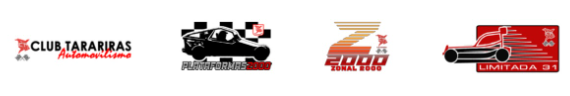 CLUB TARARIRAS
Automovilismo
PLATAFORMAS 2000
Z
2000
ZONAL 2000
LIMITADA 31